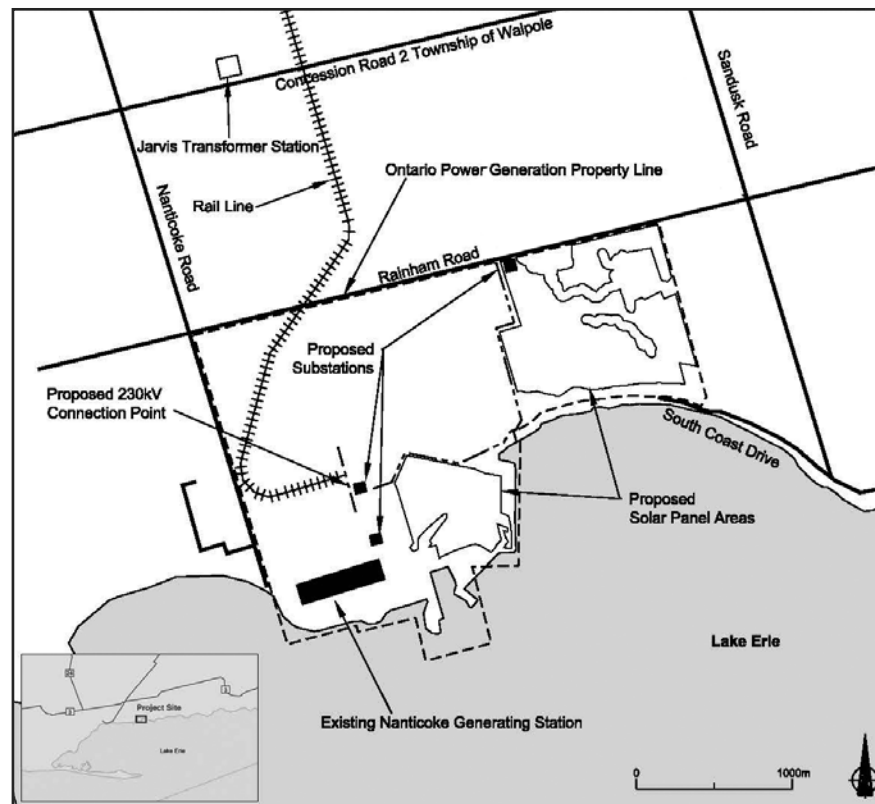 Concession Road 2 Township of Walpole
Sandusk Road
Jarvis Transformer Station
Ontario Power Generation Property Line
Rail Line
Nanticoke Road
Rainham Road
Proposed
Substations
Proposed 230kV
Connection Point
South Coast Drive
Proposed
Solar Panel Areas
Lake Erie
Project Site
3
3
Lake Erie
Existing Nanticoke Generating Station
0
1000m